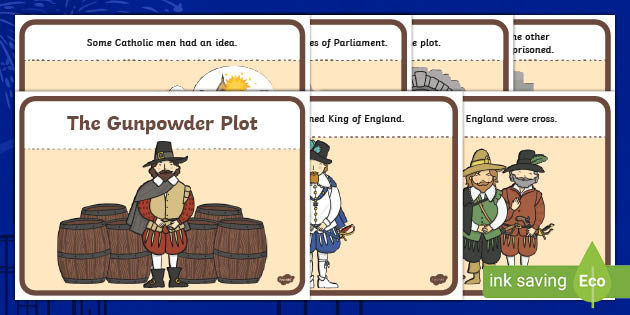 Some Catholic men had an idea.
es of Parliament.
e plot.
ne other
prisoned.
The Gunpowder Plot
ned King of England.
England were cross.
ink saving
Eco